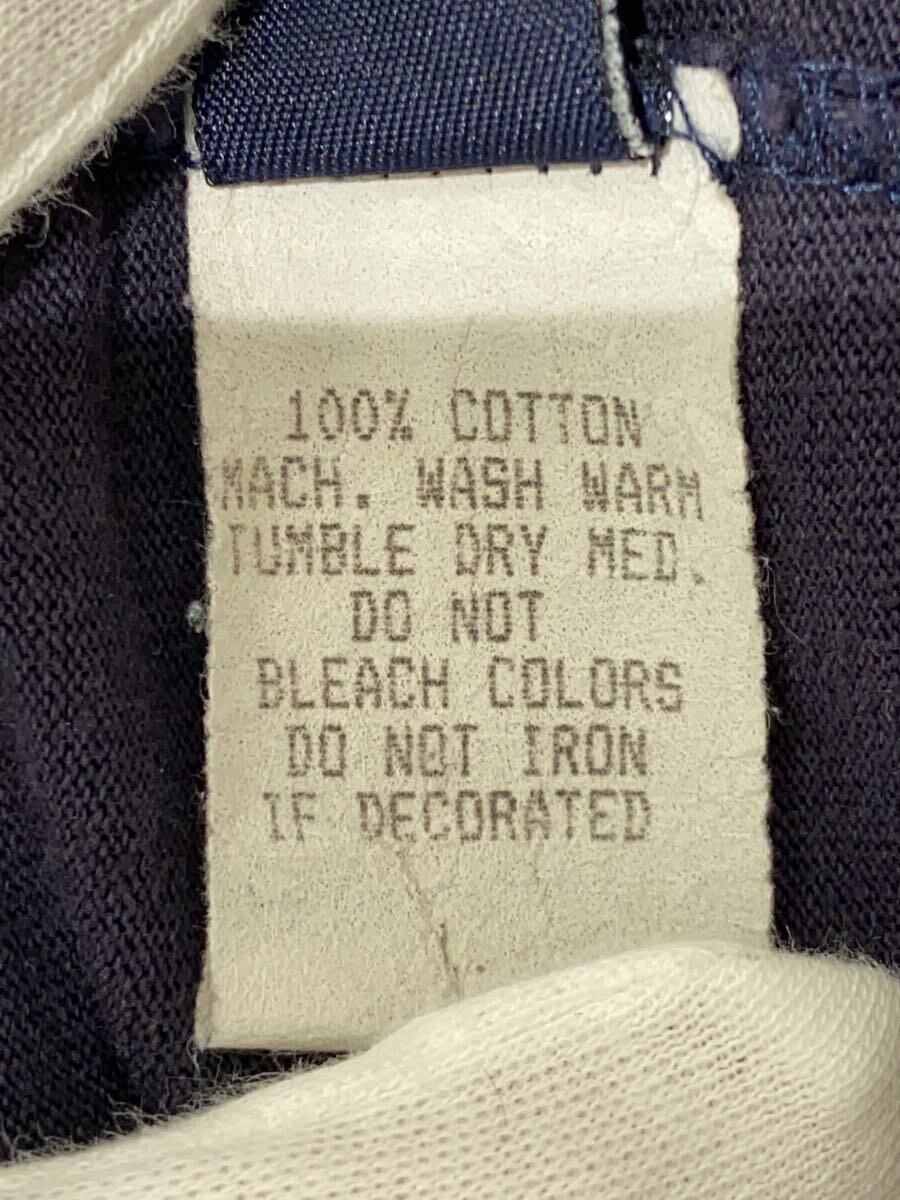 100% COTTON
MACH. WASH WARM
TUMBLE DRY MED.
DO NOT
BLEACH COLORS
DO NOT IRON
IF DECORATED